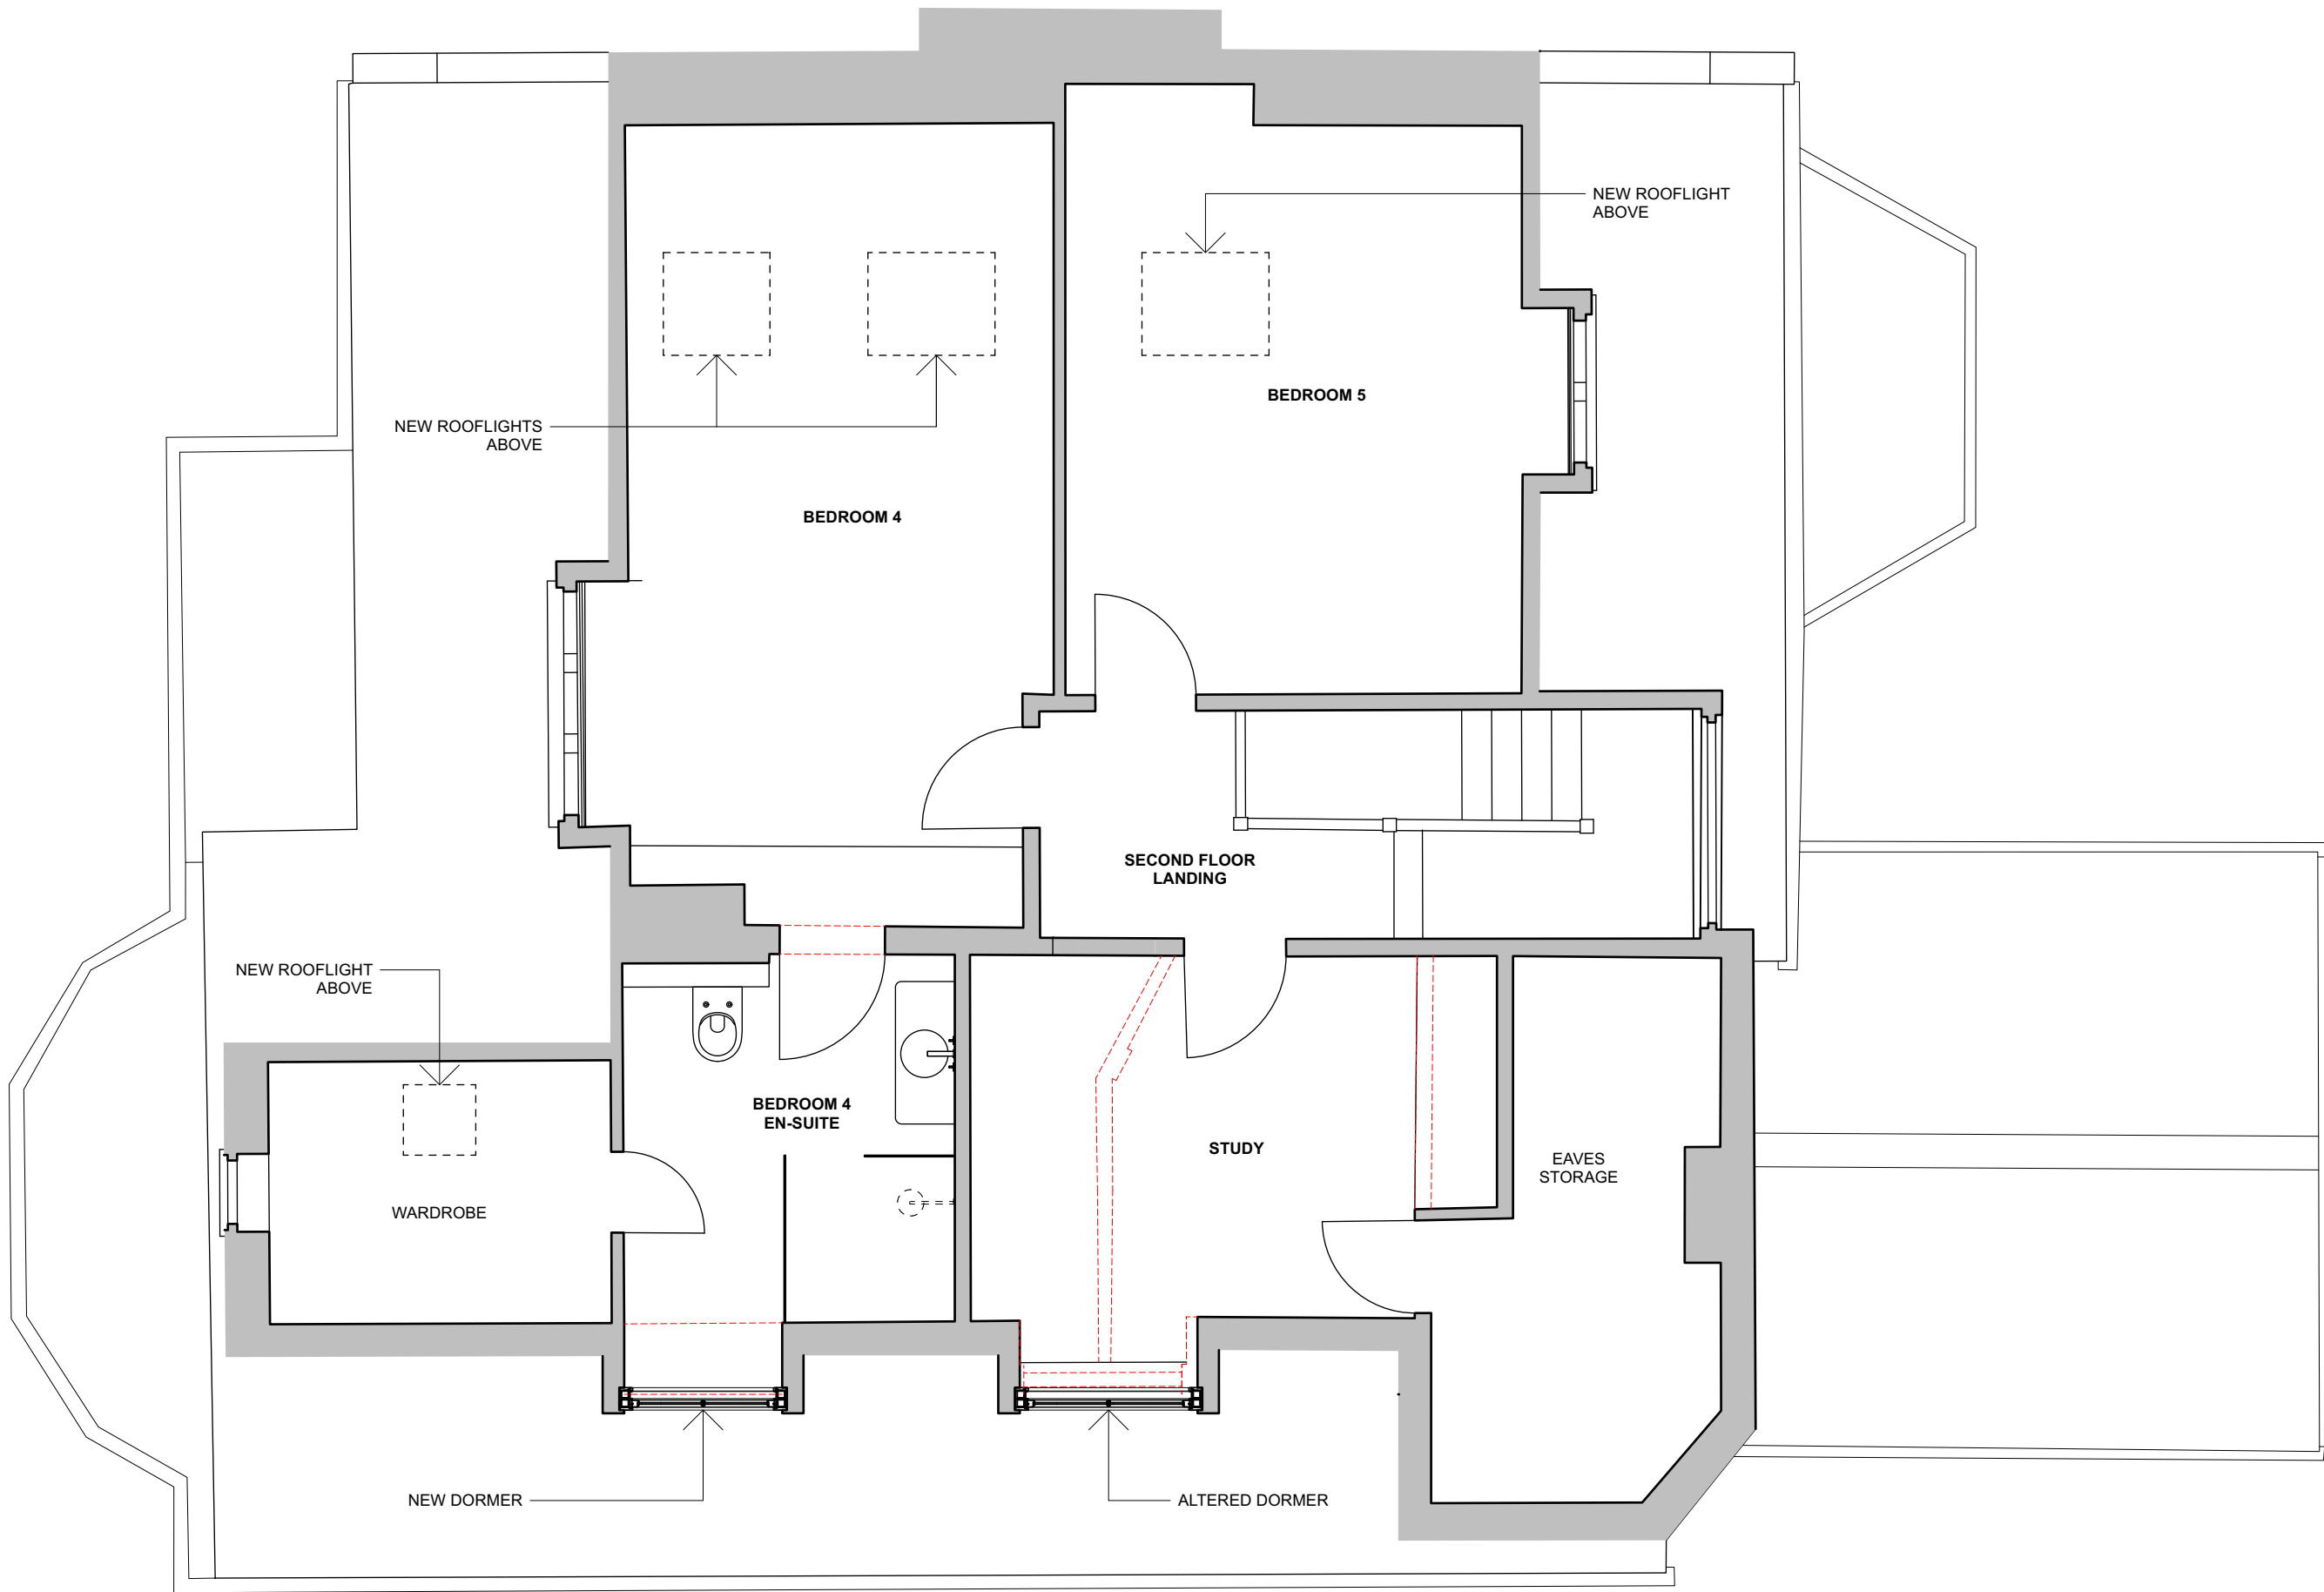 NEW ROOFLIGHT
ABOVE
BEDROOM 5
NEW ROOFLIGHTS
ABOVE
BEDROOM 4
SECOND FLOOR
LANDING
NEW ROOFLIGHT
ABOVE
BEDROOM 4
EN-SUITE
STUDY
EAVES
STORAGE
WARDROBE
NEW DORMER
ALTERED DORMER